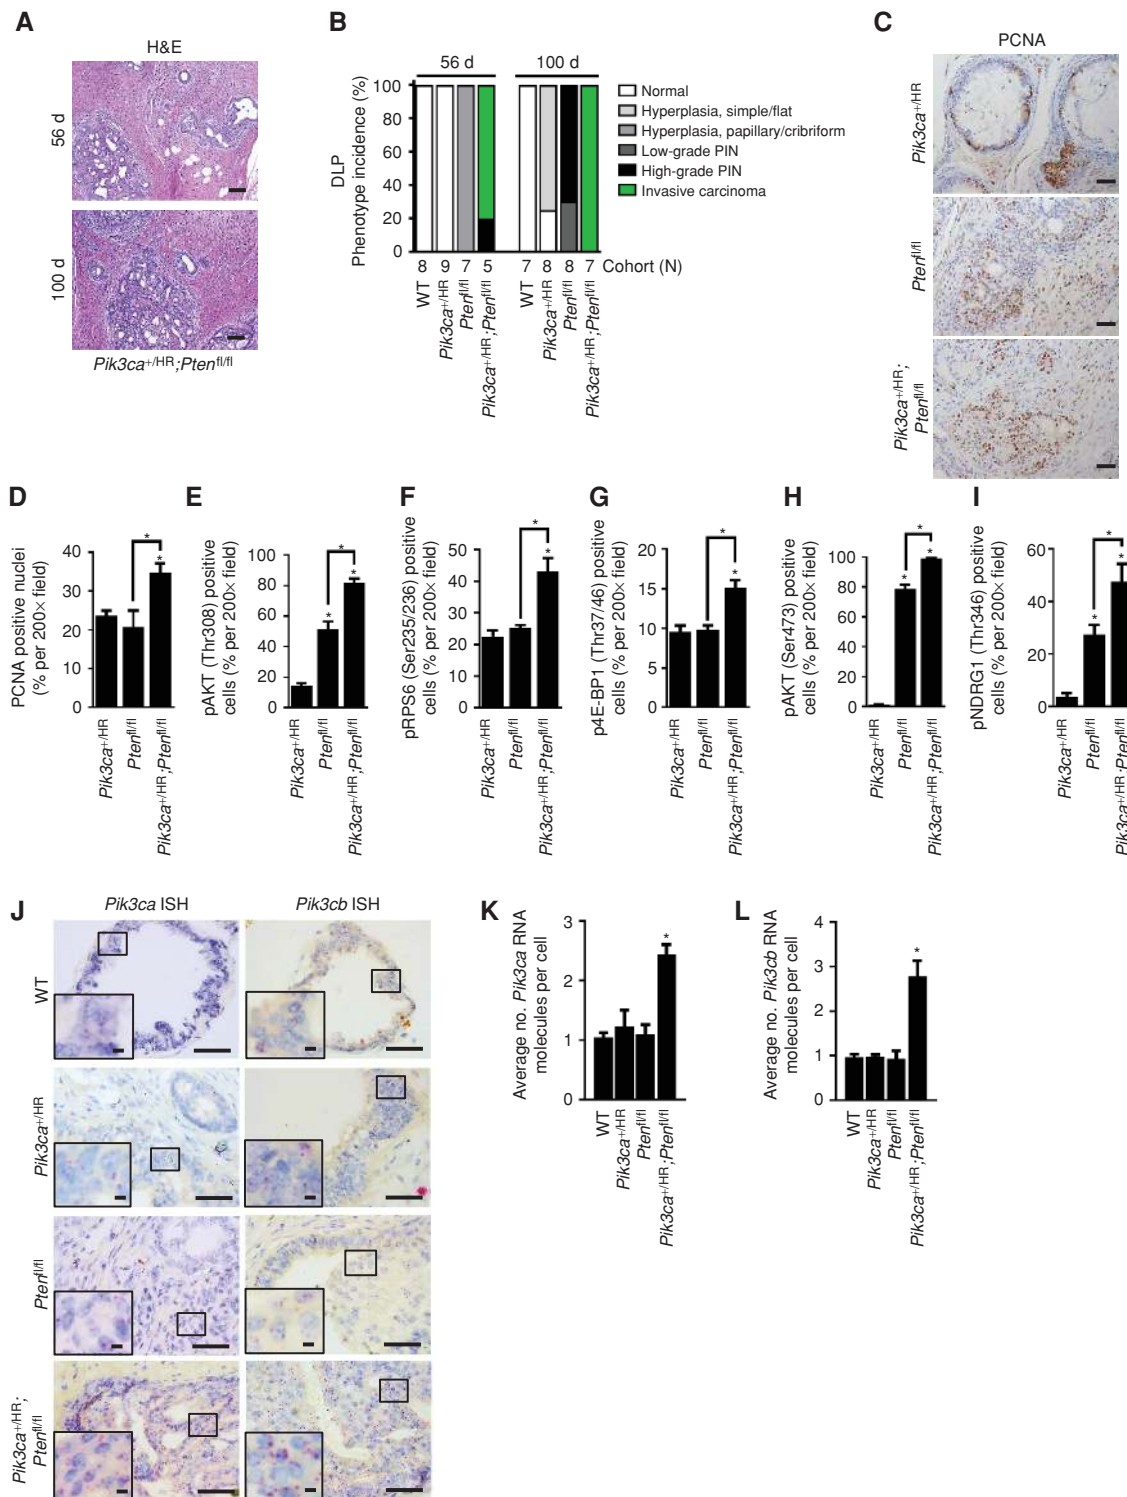 A
H&E
56 d
100 d
Pik3ca+/HR;Ptenfl/fl
B
56 d
100 d
DLP
Phenotype incidence (%)
100
80
60
40
20
0
Normal
Hyperplasia, simple/flat
Hyperplasia, papillary/cribriform
Low-grade PIN
High-grade PIN
Invasive carcinoma
8 9 7 5 7 8 8 7 Cohort (N)
WT
Pik3ca+/HR
Ptenfl/fl
Pik3ca+/HR;Ptenfl/fl
WT
Pik3ca+/HR
Ptenfl/fl
Pik3ca+/HR;Ptenfl/fl
C
PCNA
Pik3ca+/HR
Ptenfl/fl
Pik3ca+/HR;
Ptenfl/fl
D
PCNA positive nuclei
(% per 200× field)
40
30
20
10
0
*
*
Pik3ca+/HR
Ptenfl/fl
Pik3ca+/HR;Ptenfl/fl
E
pAKT (Thr308) positive
cells (% per 200× field)
100
80
60
40
20
0
*
*
*
Pik3ca+/HR
Ptenfl/fl
Pik3ca+/HR;Ptenfl/fl
F
pRPS6 (Ser235/236) positive
cells (% per 200× field)
50
40
30
20
10
0
*
*
Pik3ca+/HR
Ptenfl/fl
Pik3ca+/HR;Ptenfl/fl
G
p4E-BP1 (Thr37/46) positive
cells (% per 200× field)
20
15
10
5
0
*
*
Pik3ca+/HR
Ptenfl/fl
Pik3ca+/HR;Ptenfl/fl
H
pAKT (Ser473) positive
cells (% per 200× field)
100
80
60
40
20
0
*
*
*
Pik3ca+/HR
Ptenfl/fl
Pik3ca+/HR;Ptenfl/fl
I
pNDRG1 (Thr346) positive
cells (% per 200× field)
60
40
20
0
*
*
*
Pik3ca+/HR
Ptenfl/fl
Pik3ca+/HR;Ptenfl/fl
J
Pik3ca ISH
Pik3cb ISH
WT
Pik3ca+/HR
Ptenfl/fl
Pik3ca+/HR;
Ptenfl/fl
K
Average no. Pik3ca RNA
molecules per cell
3
2
1
0
*
WT
Pik3ca+/HR
Ptenfl/fl
Pik3ca+/HR;Ptenfl/fl
L
Average no. Pik3cb RNA
molecules per cell
4
3
2
1
0
*
WT
Pik3ca+/HR
Ptenfl/fl
Pik3ca+/HR;Ptenfl/fl